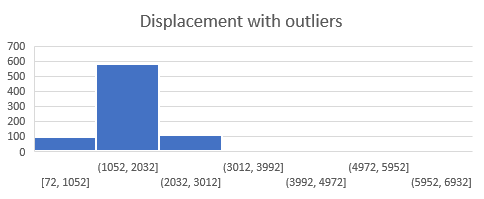 Displacement with outliers
700
600
500
400
300
200
100
0
(1052, 2032] (3012, 3992] (4972, 5952]
[72, 1052] (2032, 3012] (3992, 4972] (5952, 6932]